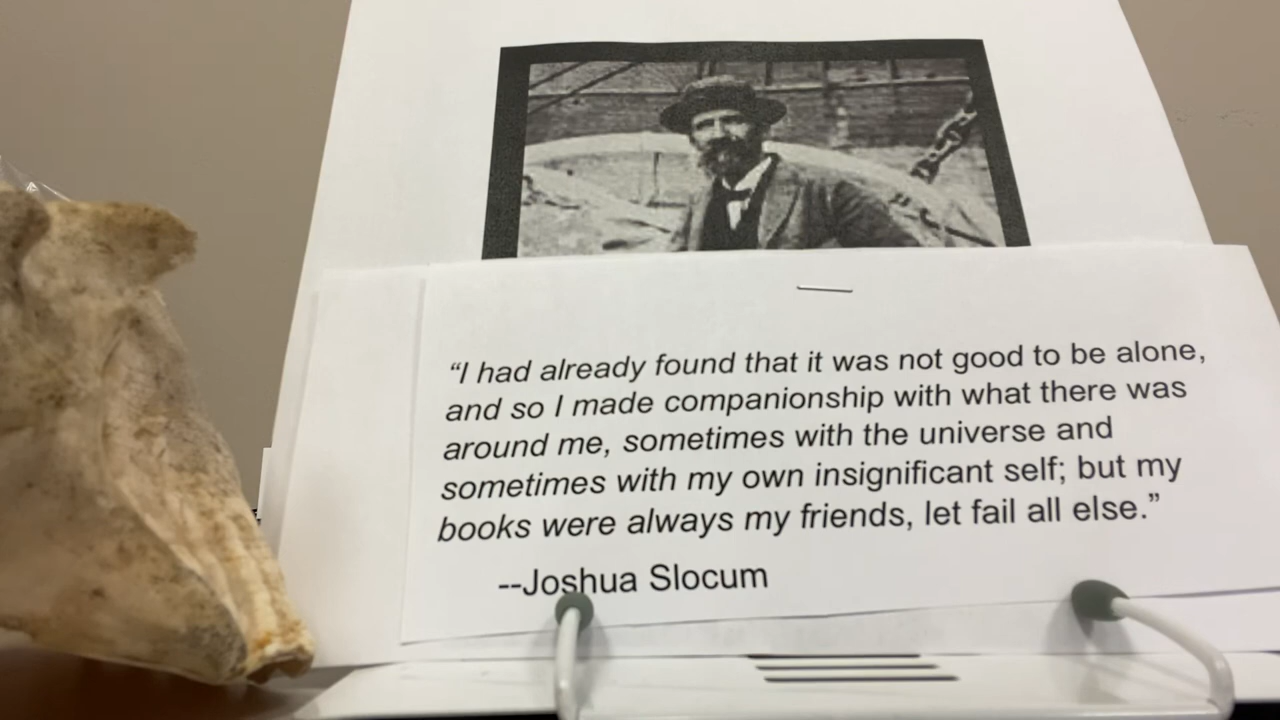 “I had already found that it was not good to be alone,
and so I made companionship with what there was
around me, sometimes with the universe and
sometimes with my own insignificant self; but my
books were always my friends, let fail all else.”
--Joshua Slocum